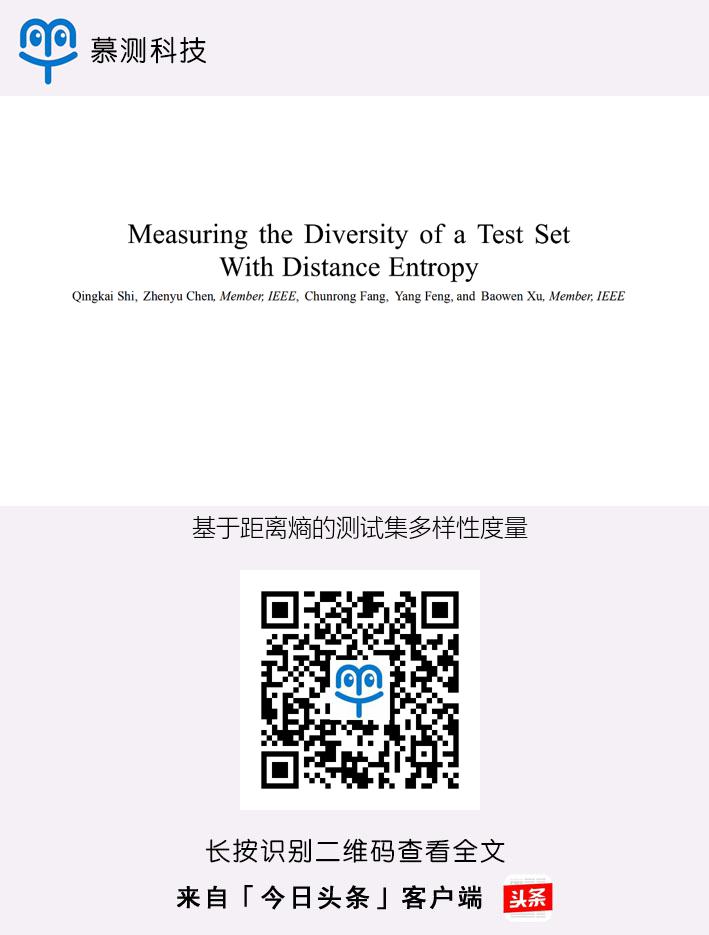 慕测科技
Measuring the Diversity of a Test Set
With Distance Entropy
Qingkai Shi, Zhenyu Chen, Member, IEEE, Chunrong Fang, Yang Feng, and Baowen Xu, Member, IEEE
基于距离熵的测试集多样性度量
长按识别二维码查看全文
来自「今日头条」客户端
头条